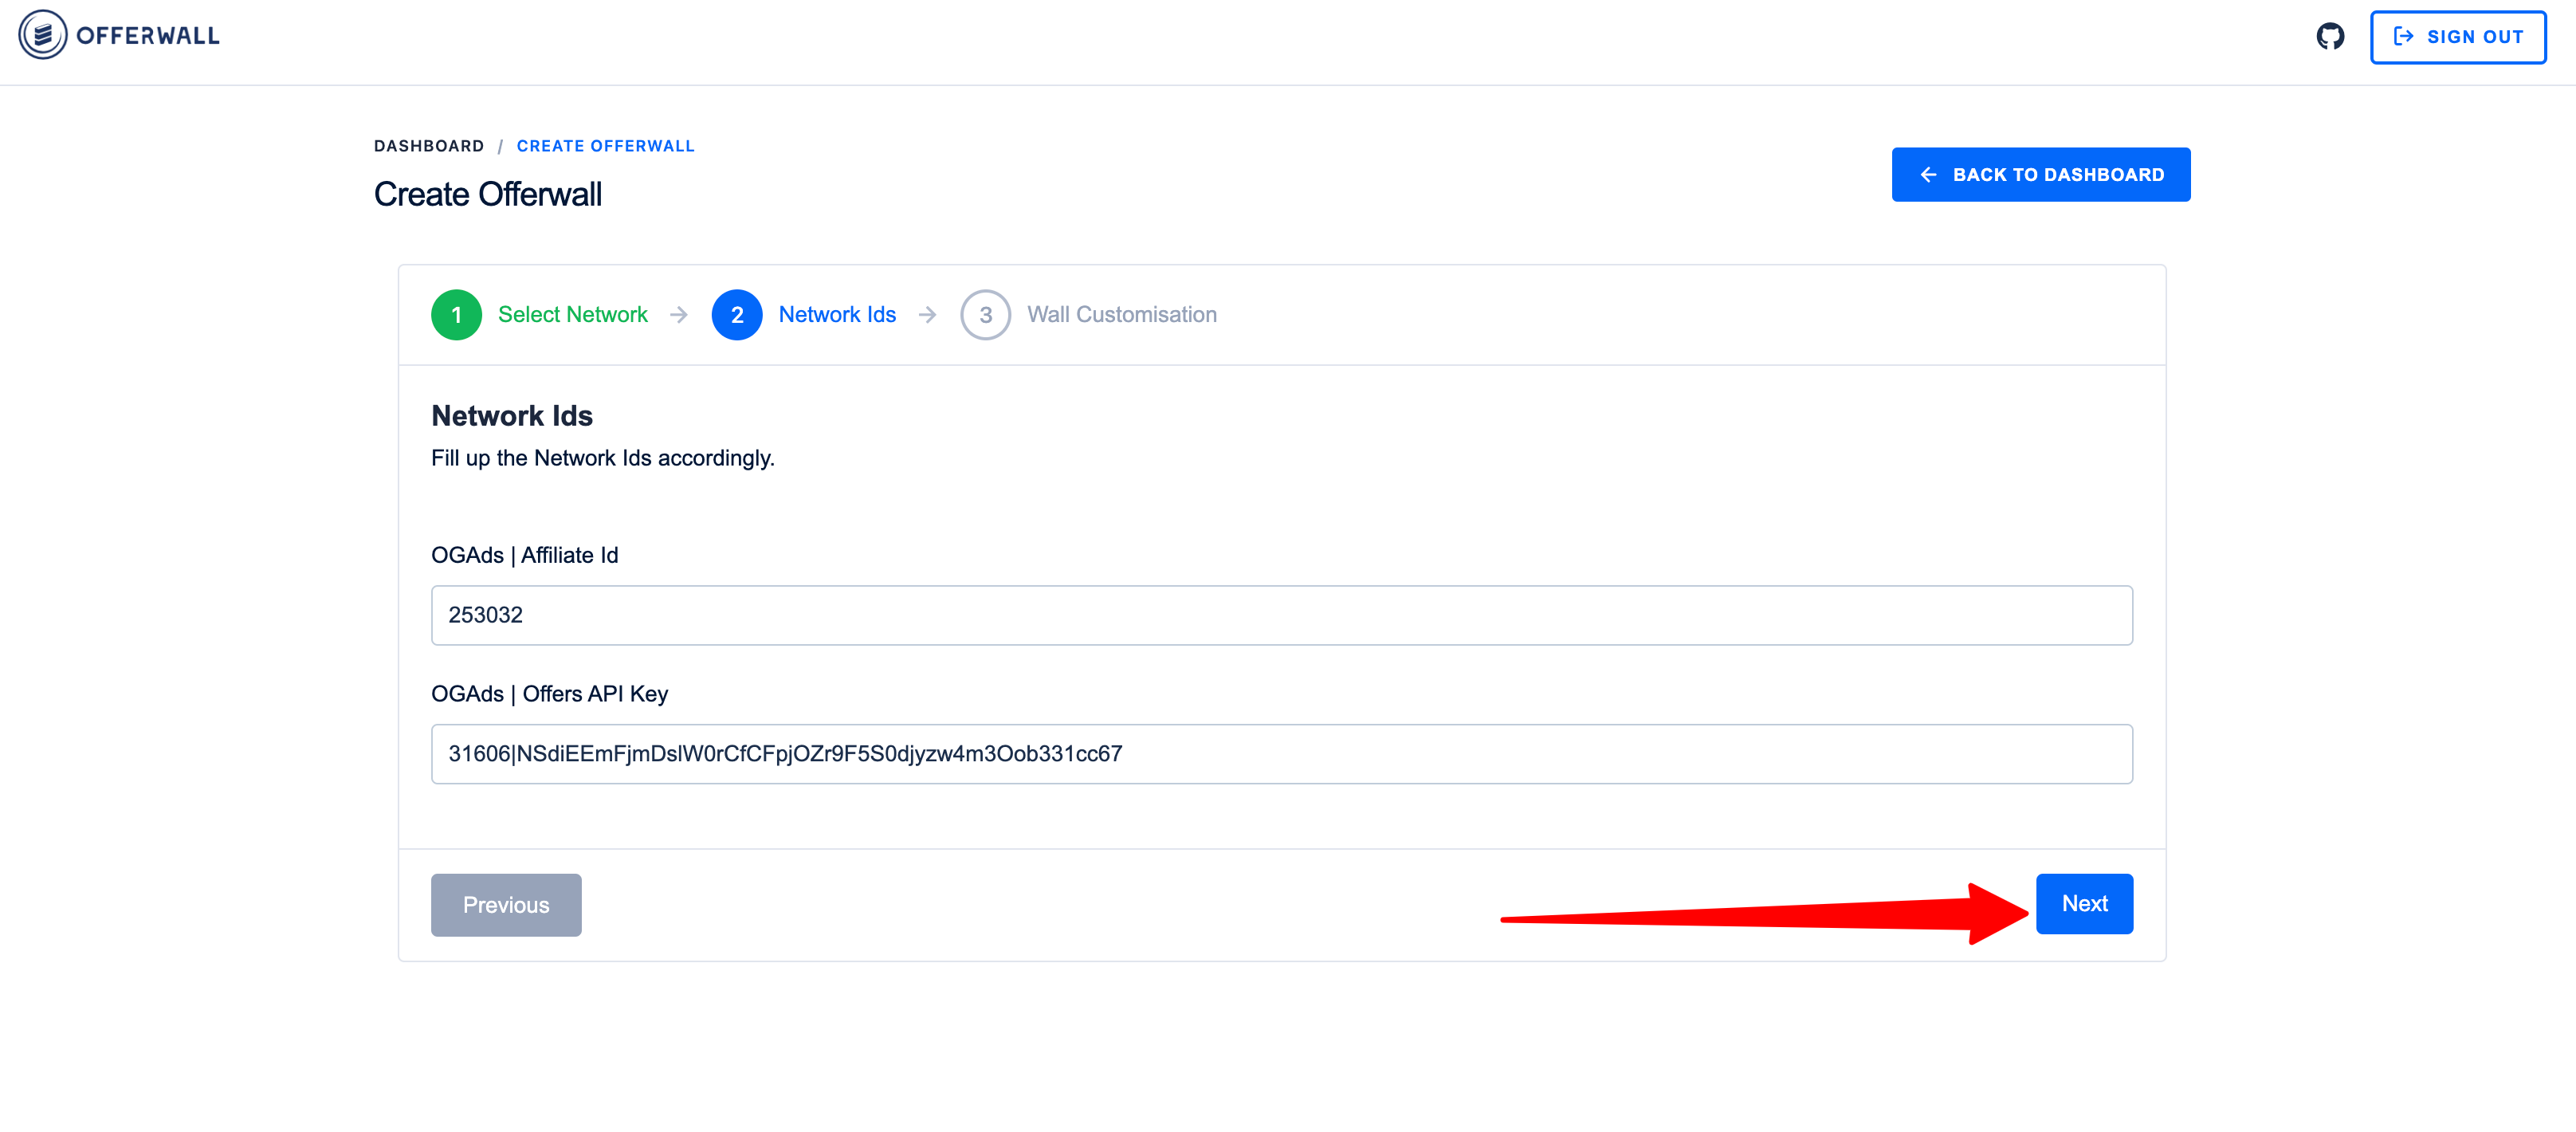 OFFERWALL
SIGN OUT
DASHBOARD / CREATE OFFERWALL
Create Offerwall
BACK TO DASHBOARD
1 Select Network 2 Network Ids 3 Wall Customisation
Network Ids
Fill up the Network Ids accordingly.
OGAds | Affiliate Id
253032
OGAds | Offers API Key
31606|NSdiEEmFjmDslW0rCfCFpjOZr9F5S0djyzw4m3Oob331cc67
Previous
Next